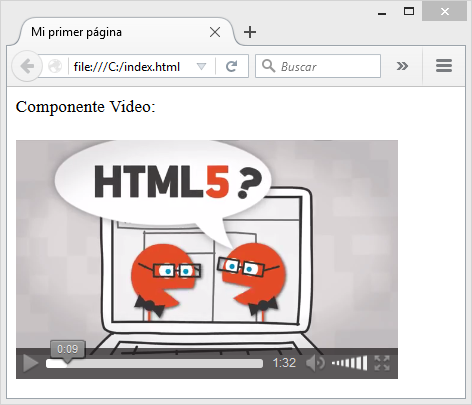 Mi primer página
file:///C:/index.html
Buscar
Componente Video:
HTML5 ?
0:09
1:32